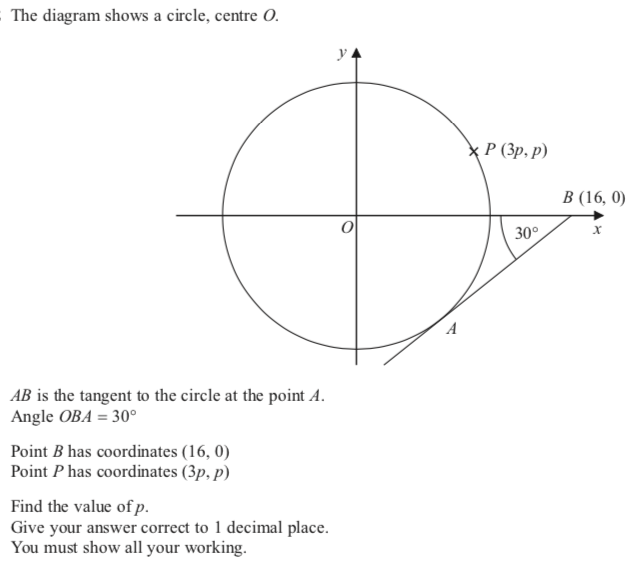 The diagram shows a circle, centre O.
y
P (3p, p)
B (16, 0)
O
30°
x
A
AB is the tangent to the circle at the point A.
Angle OBA = 30°
Point B has coordinates (16, 0)
Point P has coordinates (3p, p)
Find the value of p.
Give your answer correct to 1 decimal place.
You must show all your working.